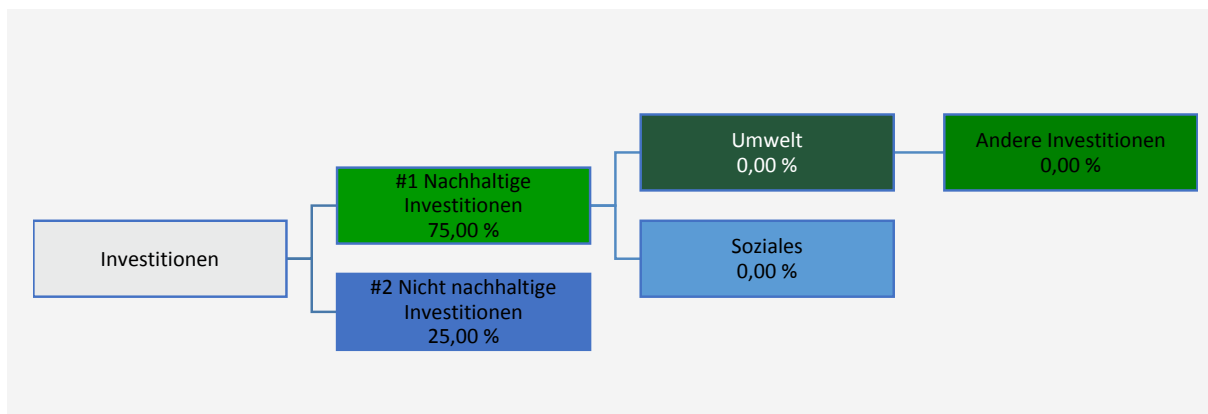 Investitionen
#1 Nachhaltige
Investitionen
75,00 %
#2 Nicht nachhaltige
Investitionen
25,00 %
Umwelt
0,00 %
Soziales
0,00 %
Andere Investitionen
0,00 %